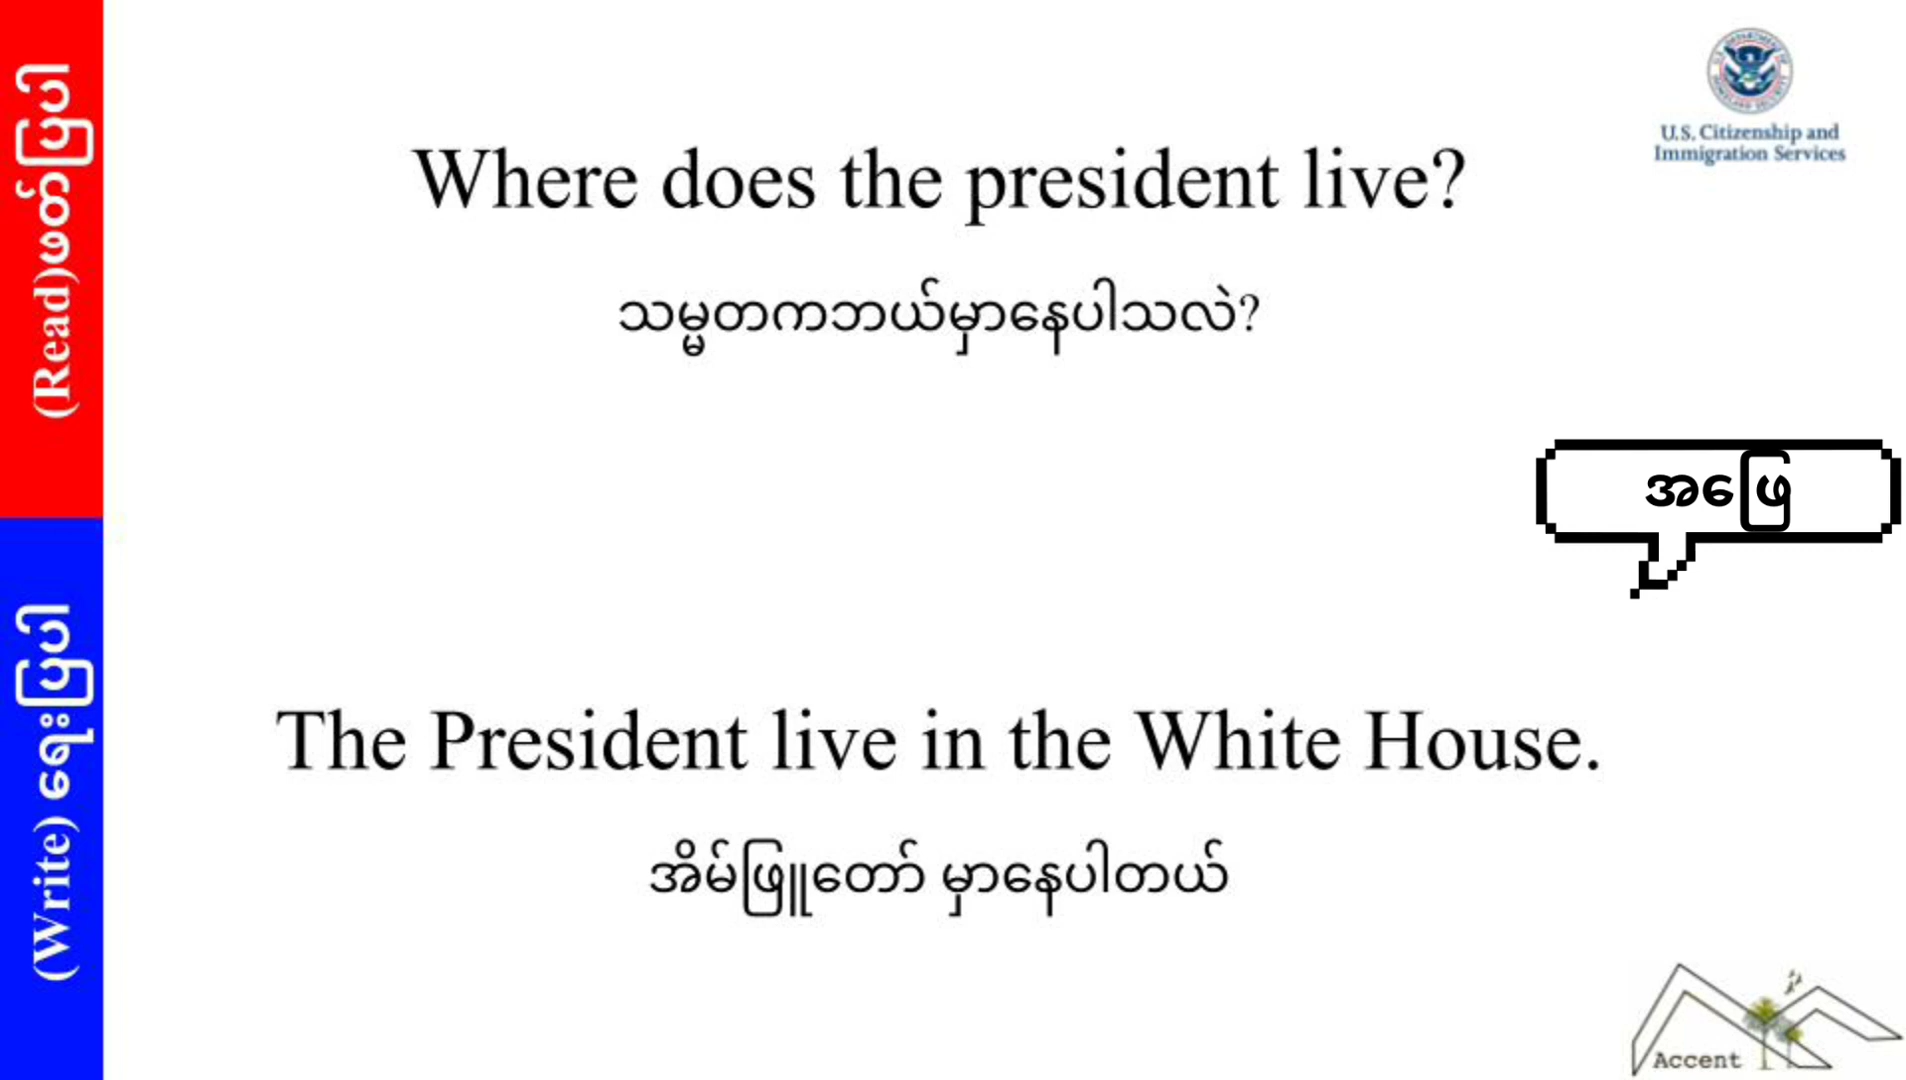 (Read)ဖတ်ပြပါ
Where does the president live?
သမ္မတကဘယ်မှာနေပါသလဲ?
U.S. Citizenship and
Immigration Services
အဖြေ
(Write) ရေးပြပါ
The President live in the White House.
အိမ်ဖြူတော် မှာနေပါတယ်
Accent